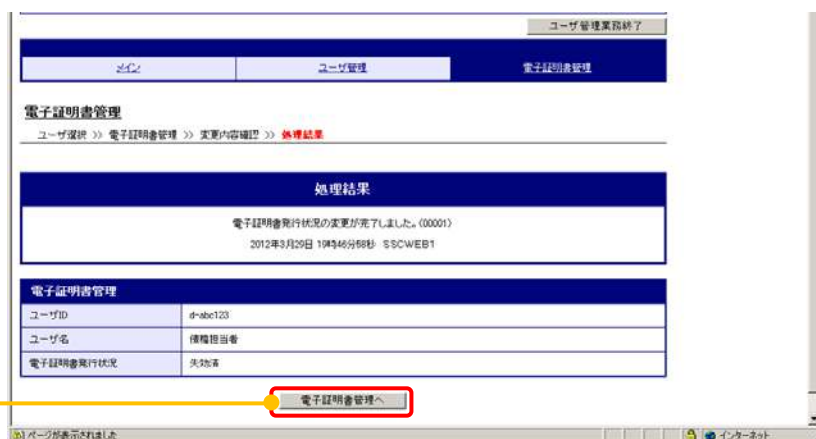 ユーザ管理業務終了
メイン ユーザ管理 電子証明書管理
電子証明書管理
ユーザ選択 >> 電子証明書管理 >> 変更内容確認 >> 処理結果
処理結果
電子証明書発行状況の変更が完了しました。(00001)
2012年3月29日 19時46分58秒 SSCWEB1
電子証明書管理
ユーザID d-abc123
ユーザ名 債権担当者
電子証明書発行状況 失効済
電子証明書管理へ
ページが表示されました インターネット